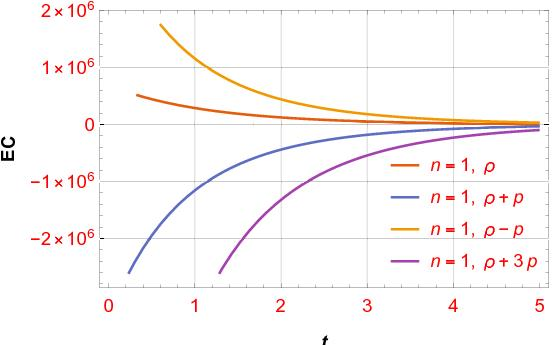 2×10⁶
1×10⁶
0
−1×10⁶
−2×10⁶
EC
n = 1, ρ
n = 1, ρ + p
n = 1, ρ − p
n = 1, ρ + 3 p
0 1 2 3 4 5
t